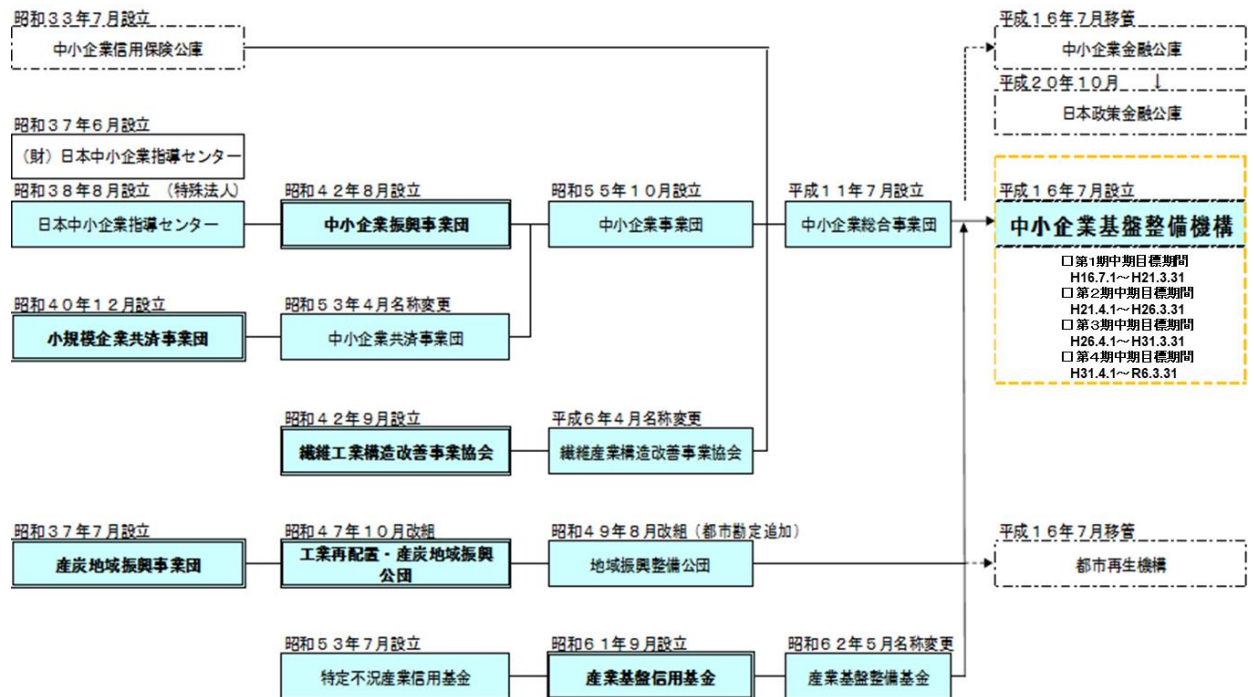 昭和３３年７月設立
中小企業信用保険公庫
平成１６年７月移管
中小企業金融公庫
平成２０年１０月 ↓
日本政策金融公庫
昭和３７年６月設立
（財）日本中小企業指導センター
昭和３８年８月設立 （特殊法人）
日本中小企業指導センター
昭和４２年８月設立
中小企業振興事業団
昭和５５年１０月設立
中小企業事業団
平成１１年７月設立
中小企業総合事業団
平成１６年７月設立
中小企業基盤整備機構
□第1期中期目標期間
H16.7.1～H21.3.31
□第2期中期目標期間
H21.4.1～H26.3.31
□第3期中期目標期間
H26.4.1～H31.3.31
□第4期中期目標期間
H31.4.1～R6.3.31
昭和４０年１２月設立
小規模企業共済事業団
昭和５３年４月名称変更
中小企業共済事業団
昭和４２年９月設立
繊維工業構造改善事業協会
平成６年４月名称変更
繊維産業構造改善事業協会
昭和３７年７月設立
産炭地域振興事業団
昭和４７年１０月改組
工業再配置・産炭地域振興
公団
昭和４９年８月改組（都市勘定追加）
地域振興整備公団
平成１６年７月移管
都市再生機構
昭和５３年７月設立
特定不況産業信用基金
昭和６１年９月設立
産業基盤信用基金
昭和６２年５月名称変更
産業基盤整備基金